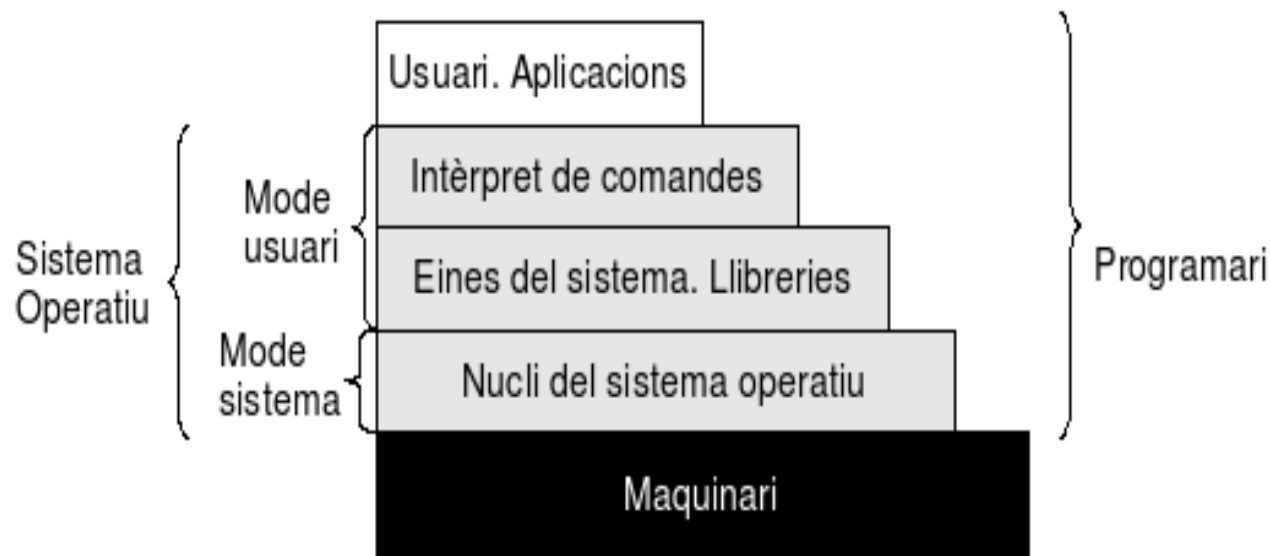 Usuari. Aplicacions
Intèrpret de comandes
Mode
usuari
Sistema
Operatiu
Eines del sistema. Llibreries
Programari
Mode
sistema
Nucli del sistema operatiu
Maquinari